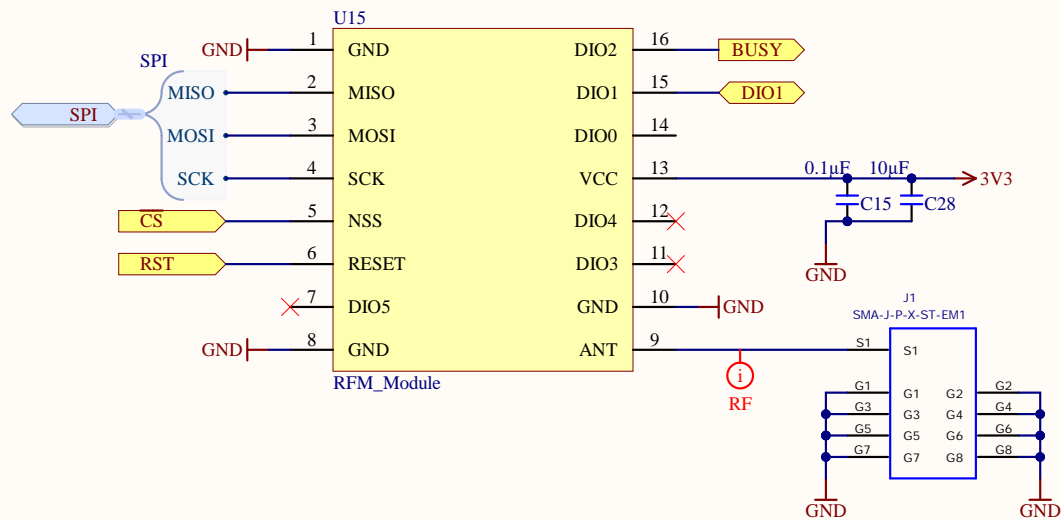 U15
GND 1 GND DIO2 16 BUSY
SPI
SPI
MISO 2 MISO DIO1 15 DIO1
MOSI 3 MOSI DIO0 14
SCK 4 SCK VCC 13 0.1µF 10µF 3V3
CS 5 NSS DIO4 12 C15 C28
RST 6 RESET DIO3 11 GND
7 DIO5 GND 10 GND
GND 8 GND ANT 9
RFM_Module
RF
J1
SMA-J-P-X-ST-EM1
S1 S1
G1 G1 G2 G2
G3 G3 G4 G4
G5 G5 G6 G6
G7 G7 G8 G8
GND GND
i